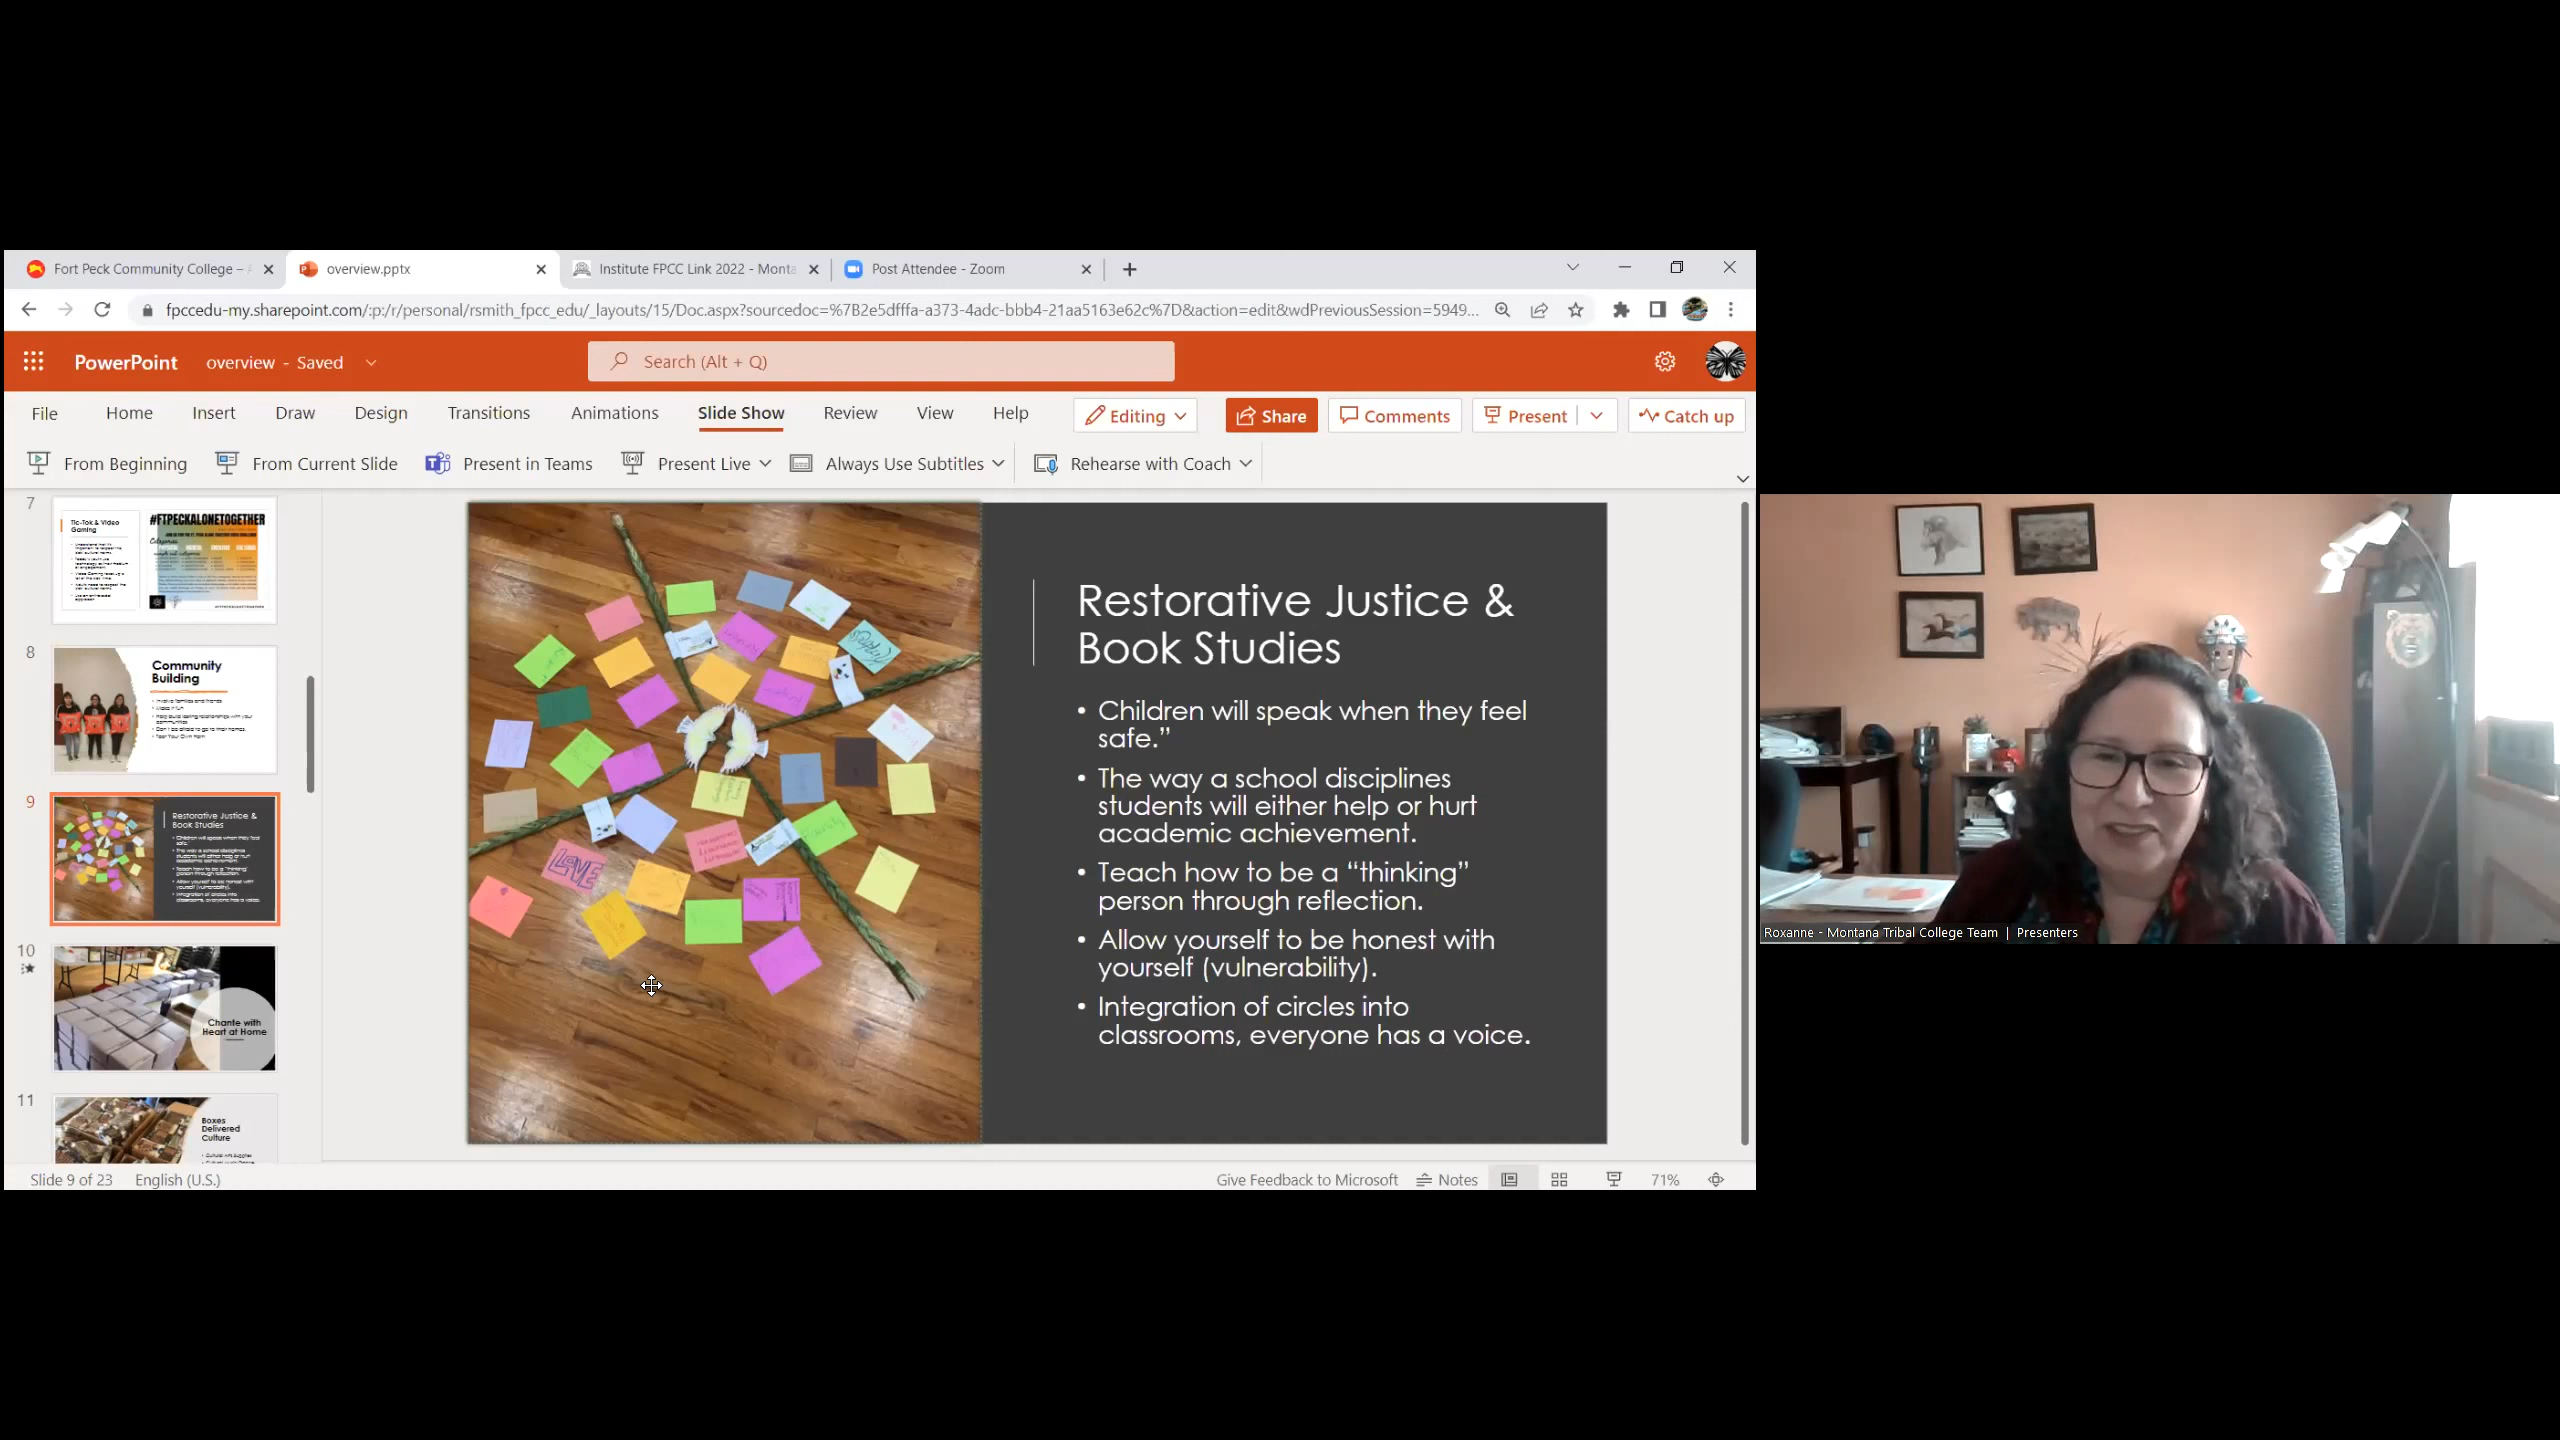 Fort Peck Community College –
overview.pptx
Institute FPCC Link 2022 - Monta
Post Attendee - Zoom
fpccedu-my.sharepoint.com/:p:/r/personal/rsmith_fpcc_edu/_layouts/15/Doc.aspx?sourcedoc=%7B2e5dfffa-a373-4adc-bbb4-21aa5163e62c%7D&action=edit&wdPreviousSession=5949...
PowerPoint
overview - Saved
Search (Alt + Q)
File Home Insert Draw Design Transitions Animations Slide Show Review View Help
Editing Share Comments Present Catch up
From Beginning From Current Slide Present in Teams Present Live Always Use Subtitles Rehearse with Coach
7
Tic-Tok & Video
Gaming
#FTPECKALONETOGETHER
8
Community
Building
9
Restorative Justice &
Book Studies
10
Chante with
Heart at Home
11
Boxes
Delivered
Culture
LOVE
Family
Restorative Justice &
Book Studies
• Children will speak when they feel
safe.”
• The way a school disciplines
students will either help or hurt
academic achievement.
• Teach how to be a “thinking”
person through reflection.
• Allow yourself to be honest with
yourself (vulnerability).
• Integration of circles into
classrooms, everyone has a voice.
Roxanne - Montana Tribal College Team | Presenters
Slide 9 of 23
English (U.S.)
Give Feedback to Microsoft
Notes
71%